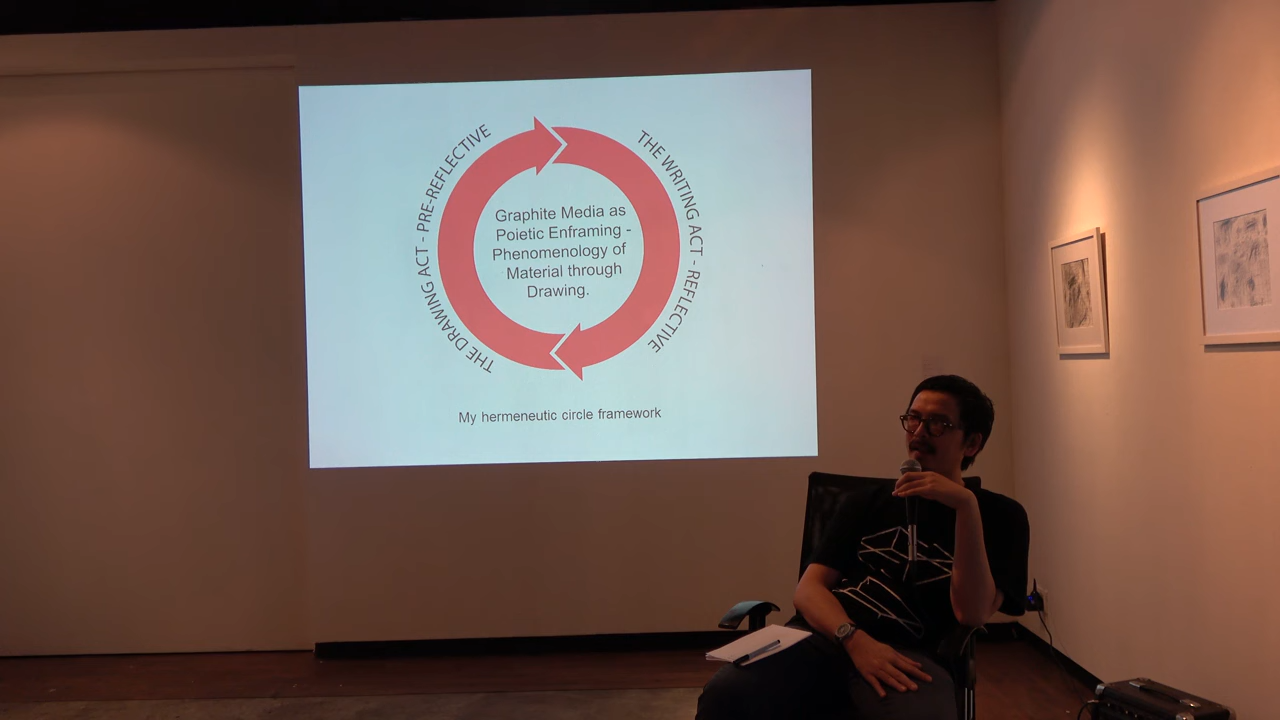 THE DRAWING ACT - PRE-REFLECTIVE
THE WRITING ACT - REFLECTIVE
Graphite Media as
Poietic Enframing -
Phenomenology of
Material through
Drawing.
My hermeneutic circle framework